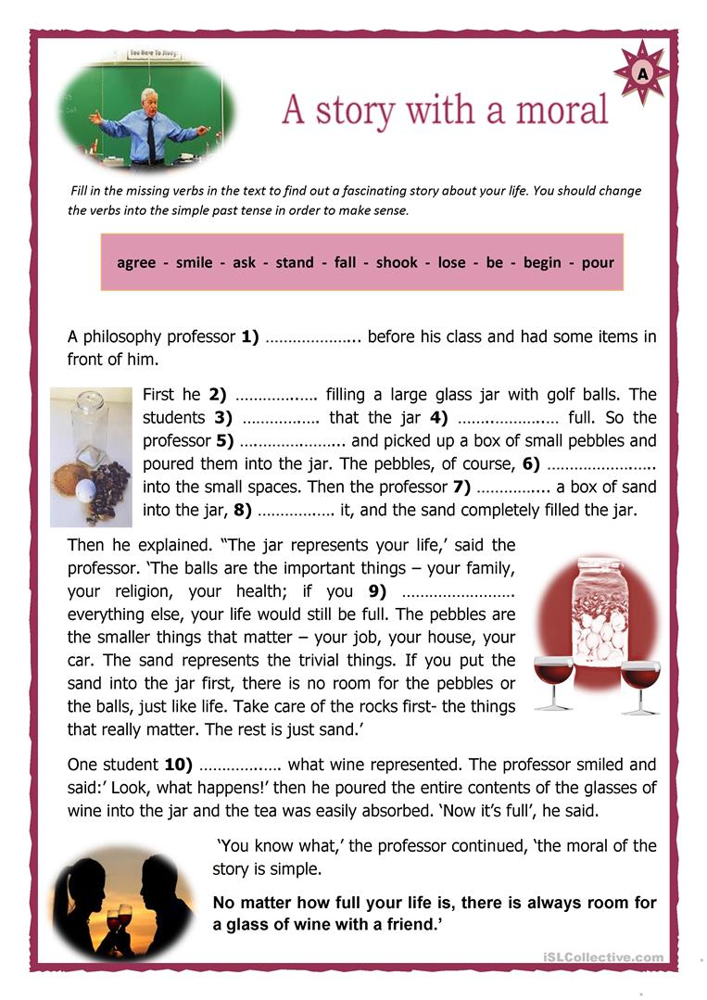 You Have To Study
A
A story with a moral
Fill in the missing verbs in the text to find out a fascinating story about your life. You should change
the verbs into the simple past tense in order to make sense.
agree - smile - ask - stand - fall - shook - lose - be - begin - pour
A philosophy professor 1) ………………….. before his class and had some items in
front of him.
First he 2) ………….…… filling a large glass jar with golf balls. The
students 3) …………..….. that the jar 4) …….……………… full. So the
professor 5) ….………………... and picked up a box of small pebbles and
poured them into the jar. The pebbles, of course, 6) ………………….…..
into the small spaces. Then the professor 7) …………….... a box of sand
into the jar, 8) ………….….. it, and the sand completely filled the jar.
Then he explained. “The jar represents your life,’ said the
professor. ‘The balls are the important things – your family,
your religion, your health; if you 9) …………………….
everything else, your life would still be full. The pebbles are
the smaller things that matter – your job, your house, your
car. The sand represents the trivial things. If you put the
sand into the jar first, there is no room for the pebbles or
the balls, just like life. Take care of the rocks first- the things
that really matter. The rest is just sand.’
One student 10) …………..….. what wine represented. The professor smiled and
said:’ Look, what happens!’ then he poured the entire contents of the glasses of
wine into the jar and the tea was easily absorbed. ‘Now it’s full’, he said.
‘You know what,’ the professor continued, ‘the moral of the
story is simple.
No matter how full your life is, there is always room for
a glass of wine with a friend.’
iSLCollective.com